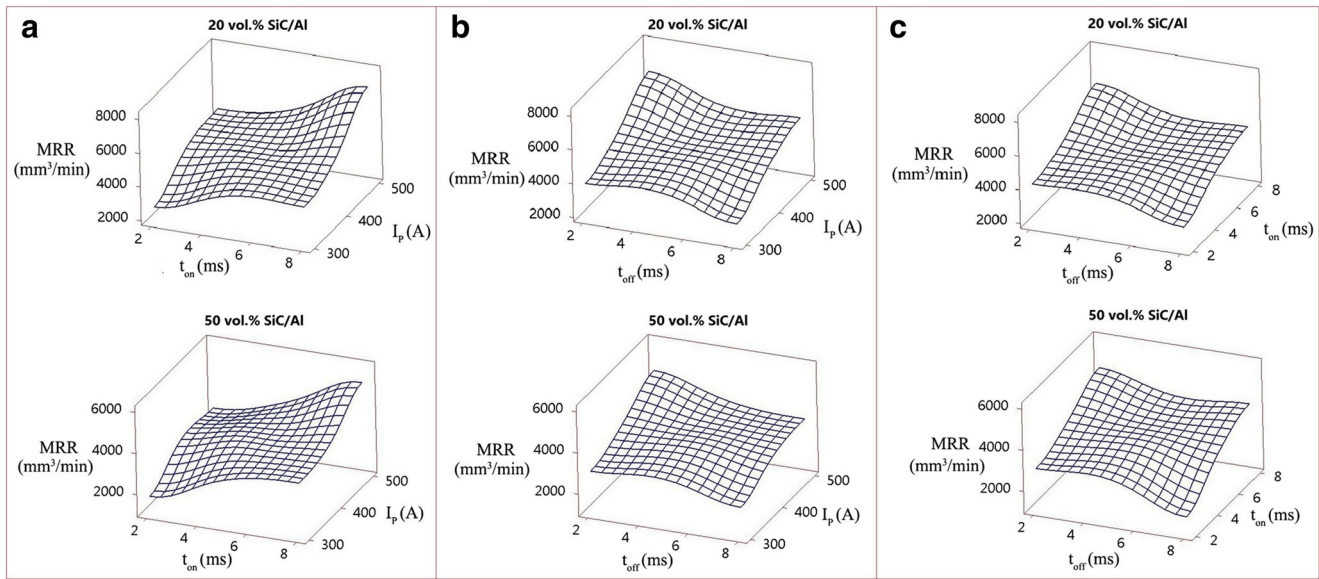 a
20 vol.% SiC/Al
8000
6000
4000
2000
MRR
(mm³/min)
2
4
6
8
t_on (ms)
300
400
500
I_P (A)
50 vol.% SiC/Al
6000
4000
2000
MRR
(mm³/min)
2
4
6
8
t_on (ms)
300
400
500
I_P (A)
b
20 vol.% SiC/Al
8000
6000
4000
2000
MRR
(mm³/min)
2
4
6
8
t_off (ms)
300
400
500
I_P (A)
50 vol.% SiC/Al
6000
4000
2000
MRR
(mm³/min)
2
4
6
8
t_off (ms)
300
400
500
I_P (A)
c
20 vol.% SiC/Al
8000
6000
4000
2000
MRR
(mm³/min)
2
4
6
8
t_off (ms)
2
4
6
8
t_on (ms)
50 vol.% SiC/Al
6000
4000
2000
MRR
(mm³/min)
2
4
6
8
t_off (ms)
2
4
6
8
t_on (ms)